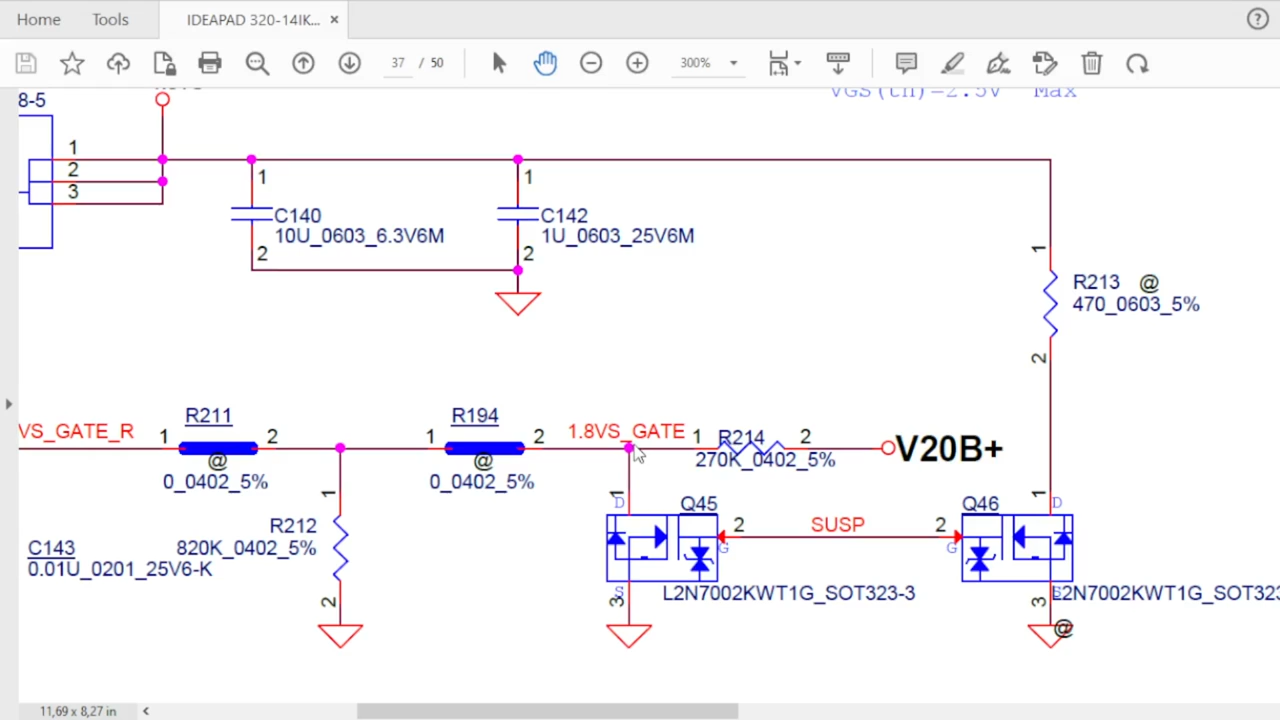 Home
Tools
IDEAPAD 320-14IK... ×
?
37 / 50
300%
8-5
VGS(th)=2.5V Max
1
2
3
1
C140
10U_0603_6.3V6M
2
1
C142
1U_0603_25V6M
2
1
R213 @
470_0603_5%
2
VS_GATE_R
1
R211
2
@
0_0402_5%
1
R194
2
@
0_0402_5%
1.8VS_GATE
1
R214
2
270K_0402_5%
V20B+
1
R212
820K_0402_5%
2
C143
0.01U_0201_25V6-K
1
D
Q45
2
G
SUSP
2
G
Q46
1
D
S
3
L2N7002KWT1G_SOT323-3
S
3
L2N7002KWT1G_SOT323
@
11,69 x 8,27 in